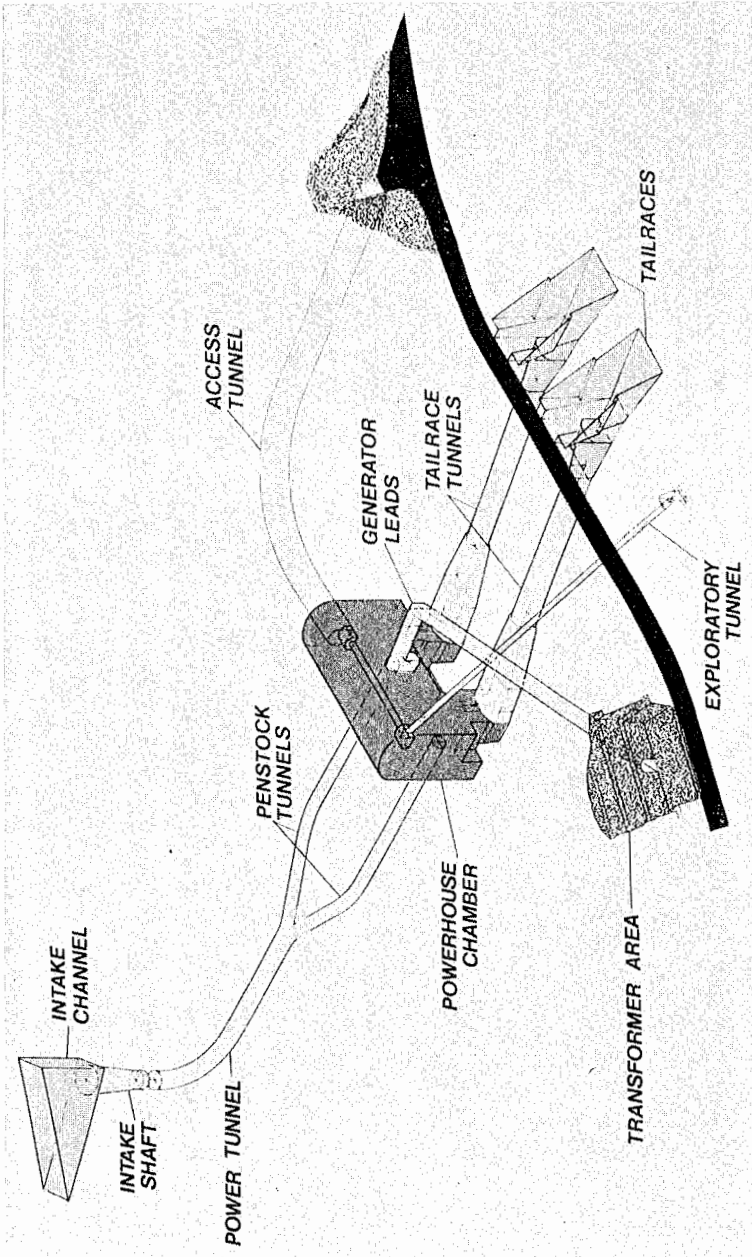 INTAKE
CHANNEL
INTAKE
SHAFT
POWER TUNNEL
PENSTOCK
TUNNELS
POWERHOUSE
CHAMBER
TRANSFORMER AREA
ACCESS
TUNNEL
GENERATOR
LEADS
TAILRACE
TUNNELS
EXPLORATORY
TUNNEL
TAILRACES